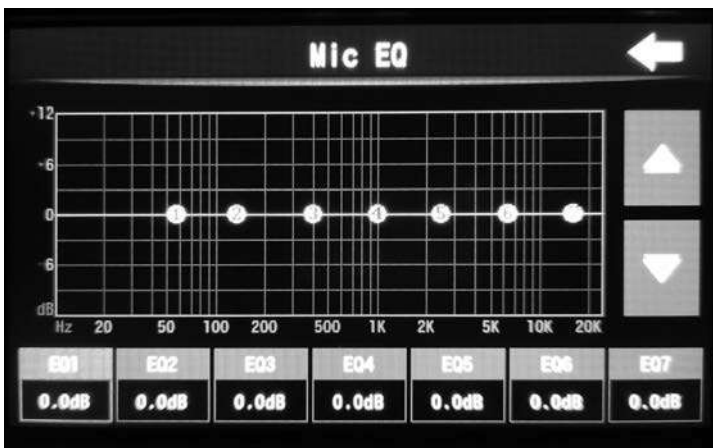 Mic EQ
+12
+6
0
1 2 3 4 5 6
6
dB
Hz 20 50 100 200 500 1K 2K 5K 10K 20K
EQ1 EQ2 EQ3 EQ4 EQ5 EQ6 EQ7
0.0dB 0.0dB 0.0dB 0.0dB 0.0dB 0.0dB 0.0dB